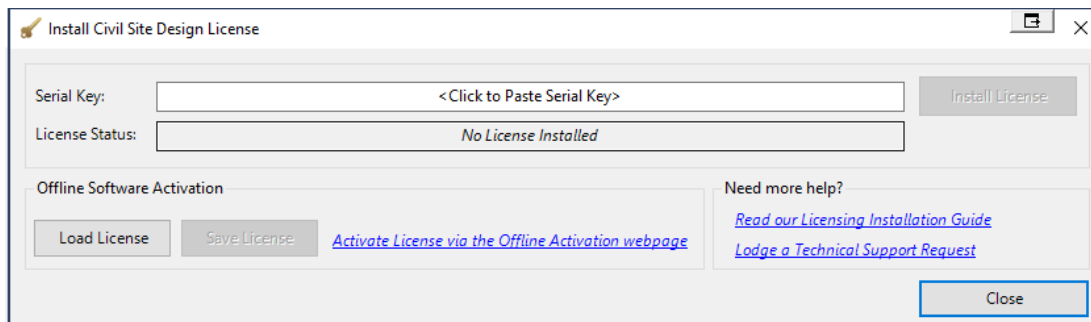 Install Civil Site Design License
Serial Key:
<Click to Paste Serial Key>
Install License
License Status:
No License Installed
Offline Software Activation
Load License
Save License
Activate License via the Offline Activation webpage
Need more help?
Read our Licensing Installation Guide
Lodge a Technical Support Request
Close